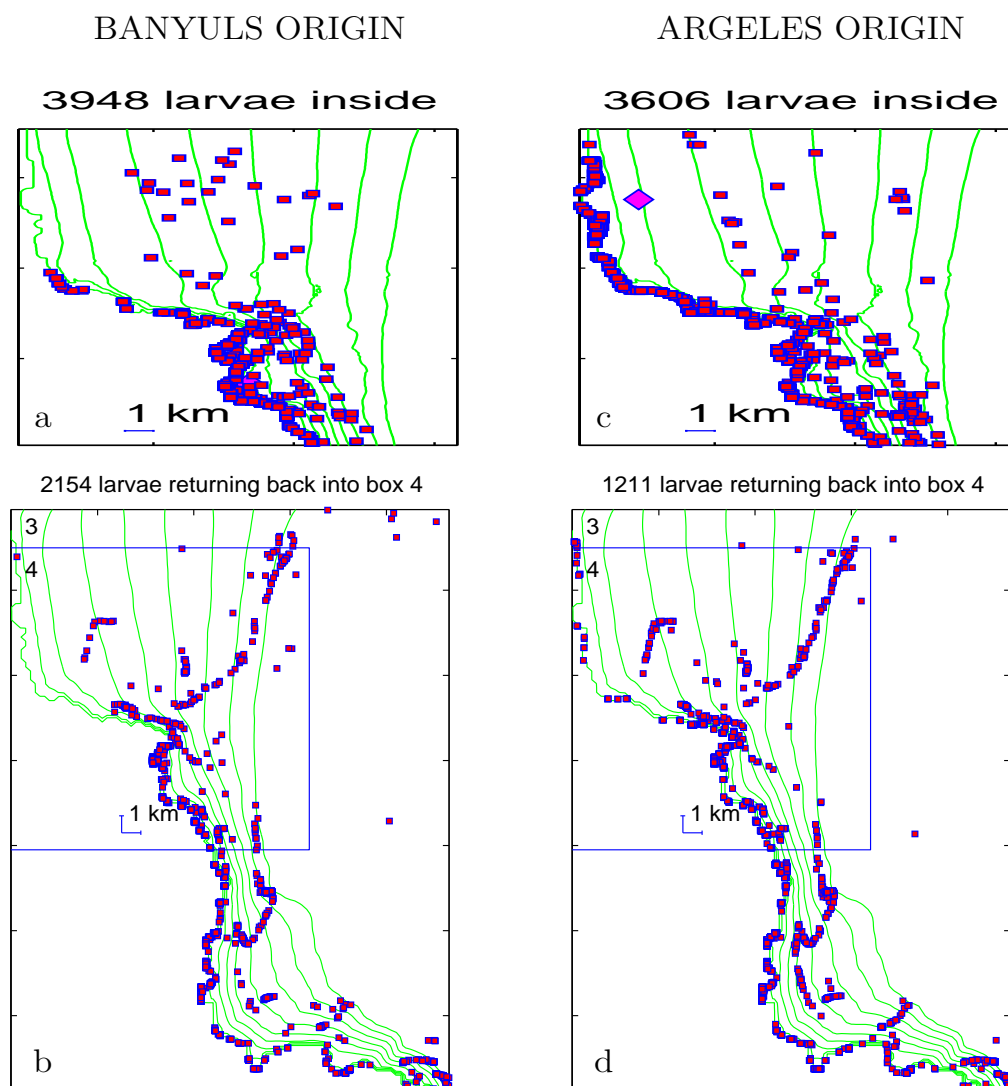 BANYULS ORIGIN
ARGELES ORIGIN
3948 larvae inside
3606 larvae inside
a
1 km
c
1 km
2154 larvae returning back into box 4
1211 larvae returning back into box 4
3
4
3
4
1 km
1 km
b
d